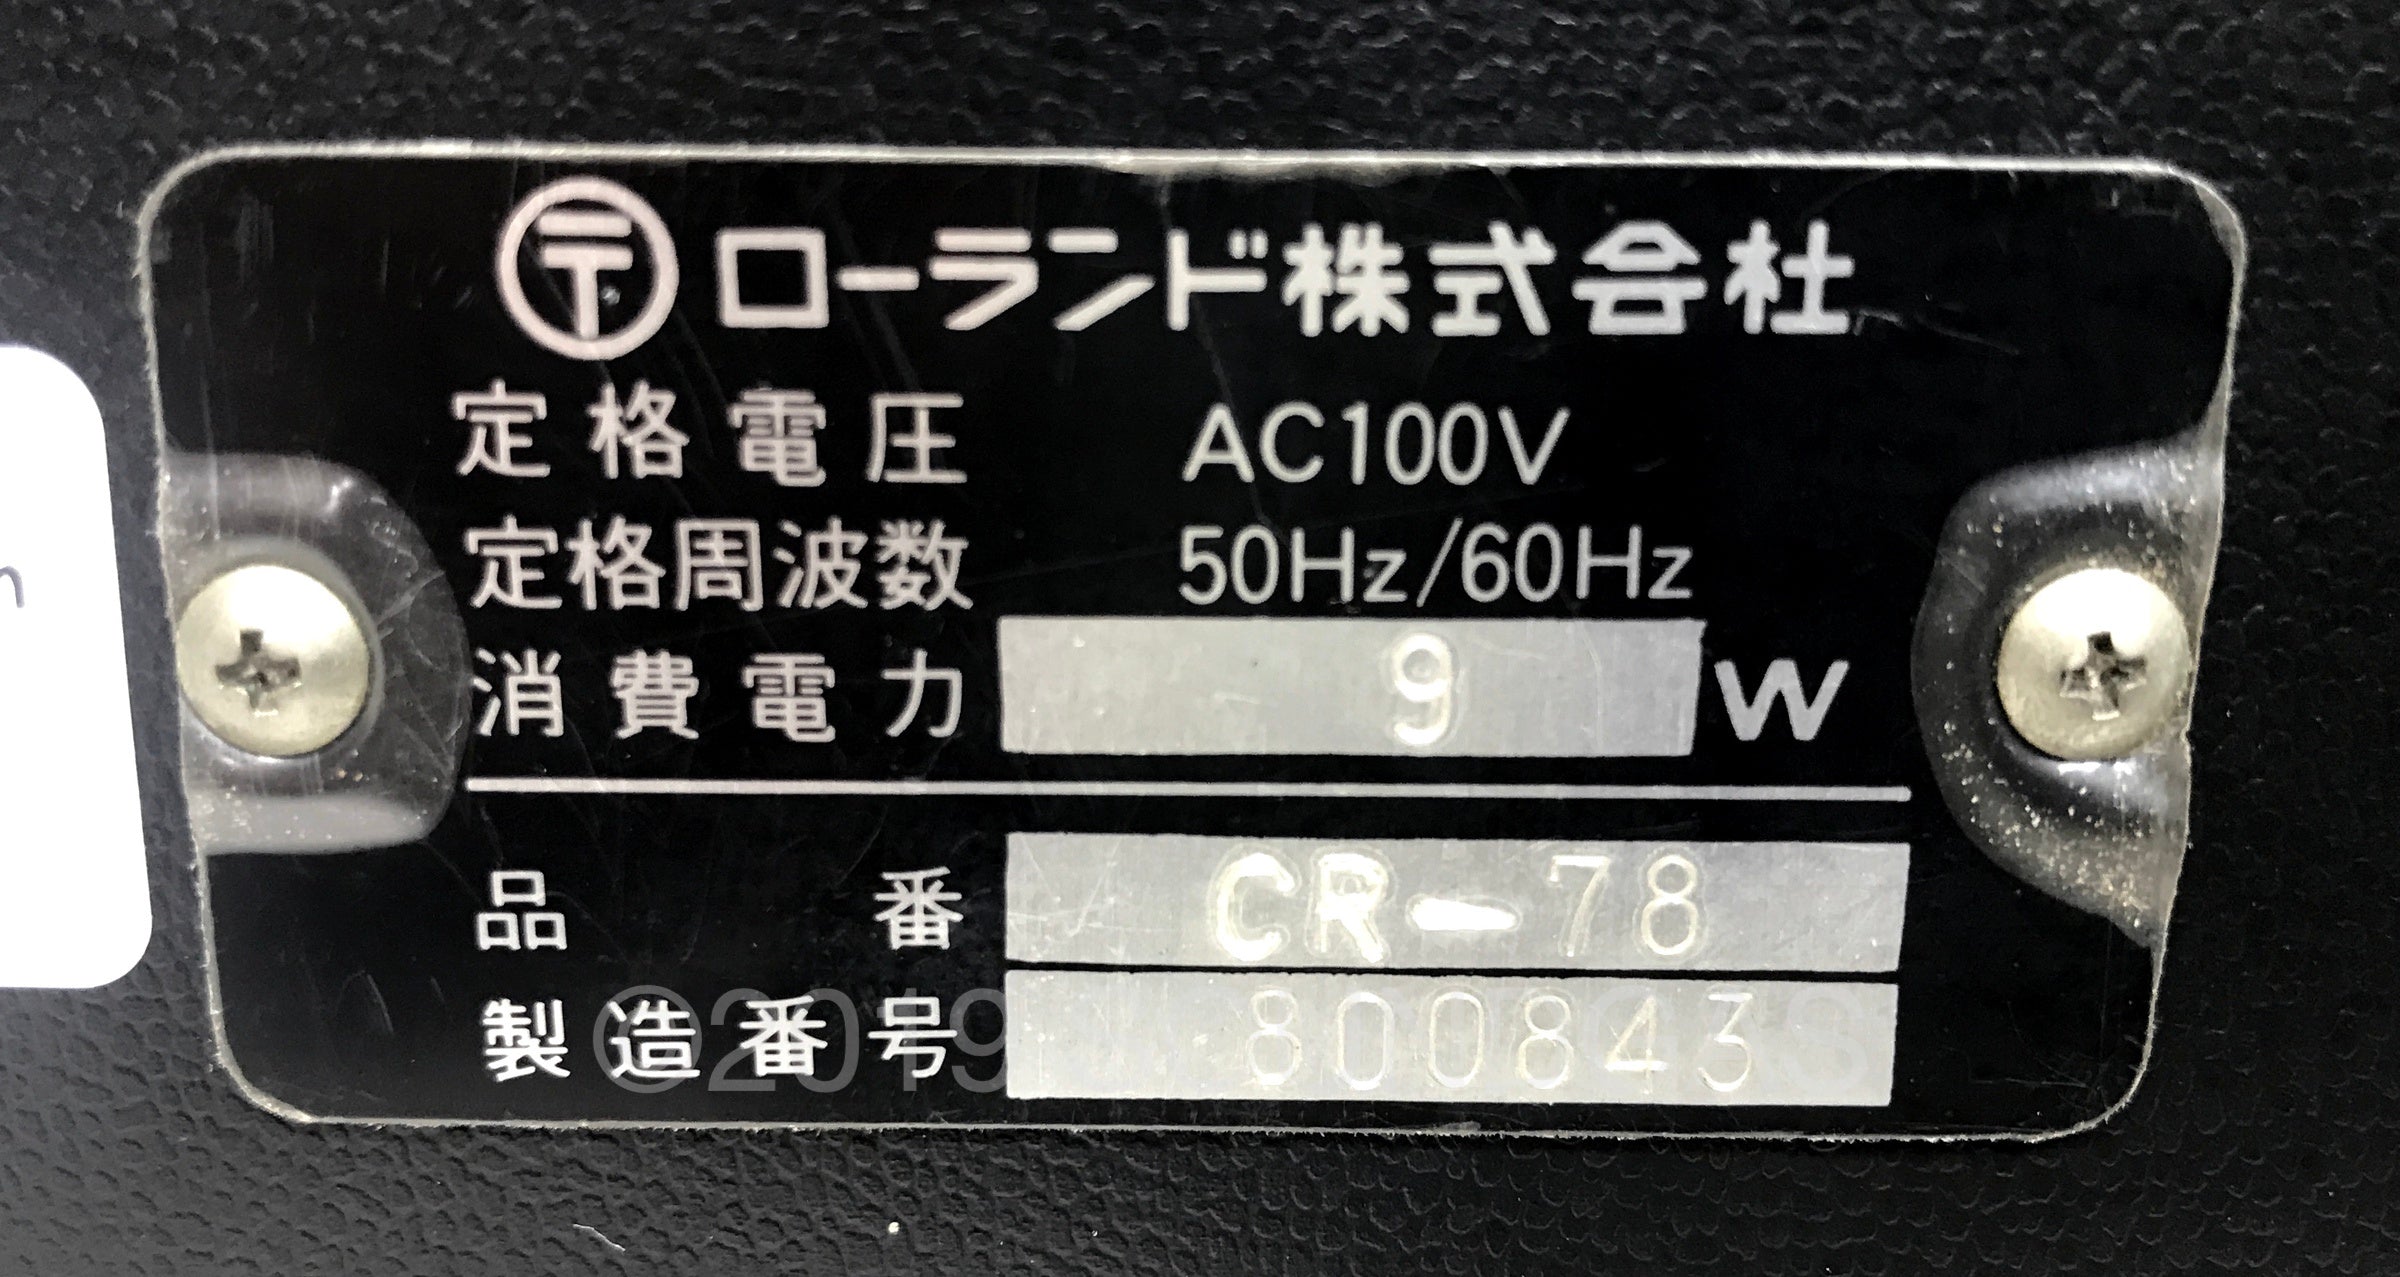 〒 ローランド株式会社
定格電圧 AC100V
定格周波数 50Hz/60Hz
消費電力 9 W
品番 CR-78
製造番号 800843
©2019